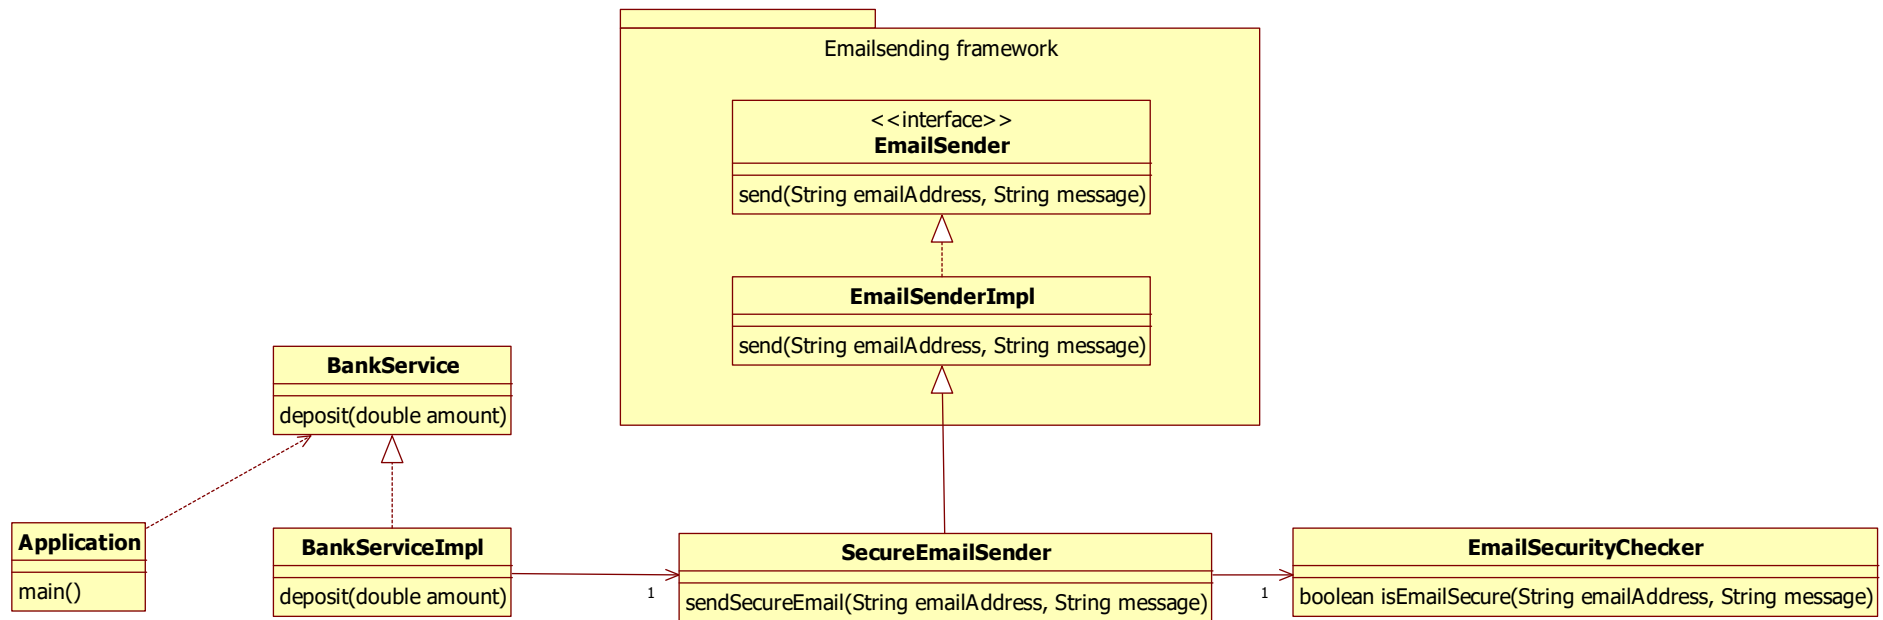 Emailsending framework
<<interface>>
EmailSender
send(String emailAddress, String message)
EmailSenderImpl
send(String emailAddress, String message)
BankService
deposit(double amount)
Application
main()
BankServiceImpl
deposit(double amount)
1
SecureEmailSender
sendSecureEmail(String emailAddress, String message)
1
EmailSecurityChecker
boolean isEmailSecure(String emailAddress, String message)